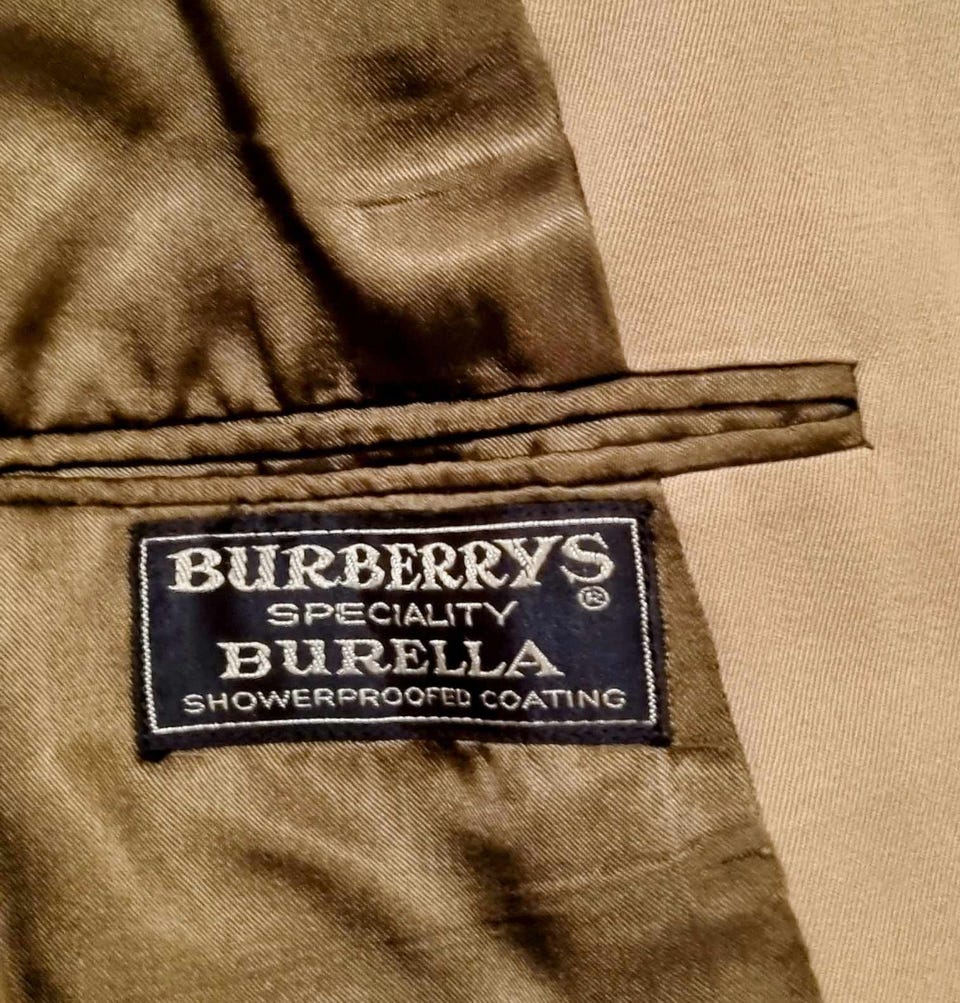 BURBERRYS
®
SPECIALITY
BURELLA
SHOWERPROOFED COATING